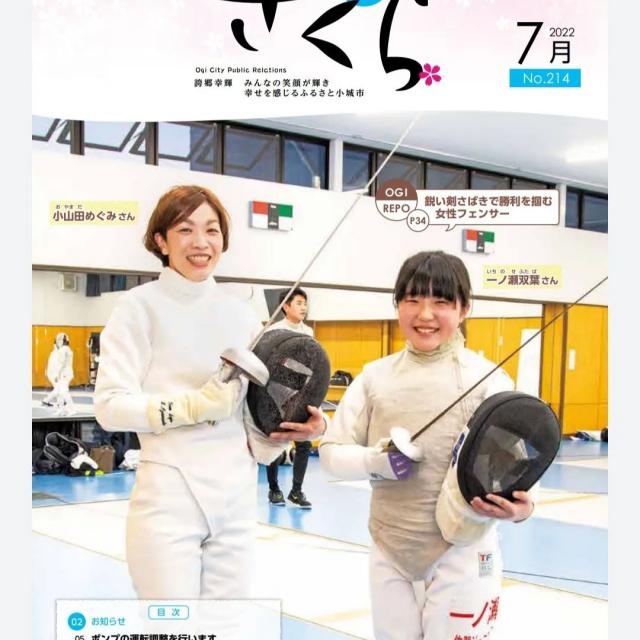 さくら
7月
2022
No.214
Ogi City Public Relctions
誇郷幸輝 みんなの笑顔が輝き
幸せを感じるふるさと小城市
OGI
REPO
P34
鋭い剣さばきで勝利を掴む
女性フェンサー
おやまだ
小山田めぐみさん
いちのせふたば
一ノ瀬双葉さん
TF
一ノ瀬
目次
02 お知らせ
05 ポンプの運転調整を行います